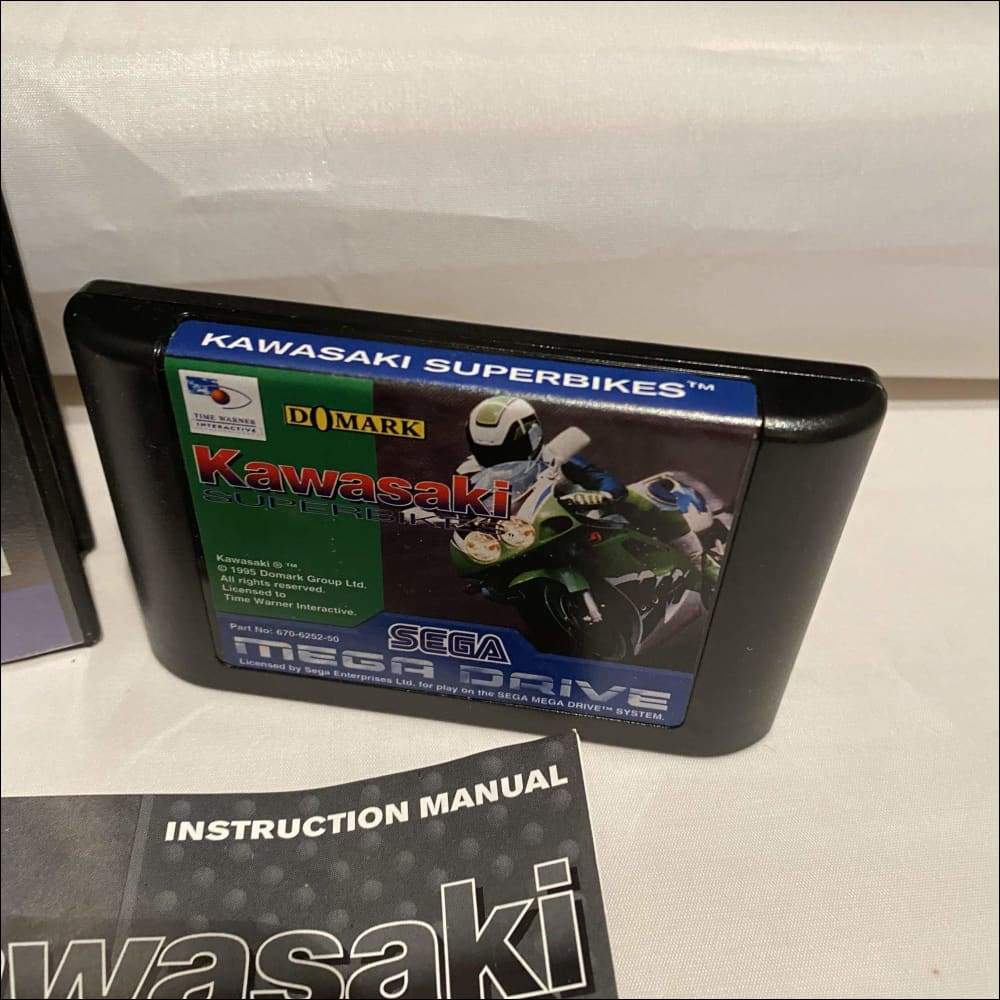 KAWASAKI SUPERBIKES™
TIME WARNER
INTERACTIVE
DOMARK
Kawasaki
SUPERBIKES
Kawasaki ® ™
© 1995 Domark Group Ltd.
All rights reserved.
Licensed to
Time Warner Interactive.
Part No: 670-6252-50
SEGA
MEGA DRIVE
Licensed by Sega Enterprises Ltd. for play on the SEGA MEGA DRIVE™ SYSTEM.
INSTRUCTION MANUAL
wasaki